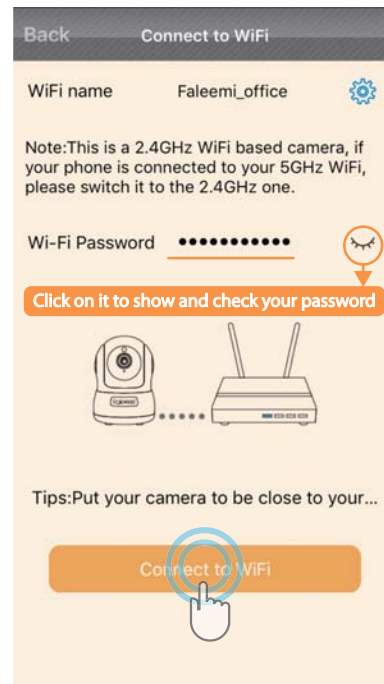 Back Connect to WiFi
WiFi name Faleemi_office
Note:This is a 2.4GHz WiFi based camera, if
your phone is connected to your 5GHz WiFi,
please switch it to the 2.4GHz one.
Wi-Fi Password
Click on it to show and check your password
Tips:Put your camera to be close to your...
Connect to WiFi